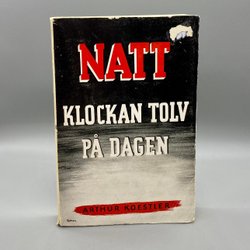 NATT
KLOCKAN TOLV
PÅ DAGEN
ARTHUR KOESTLER